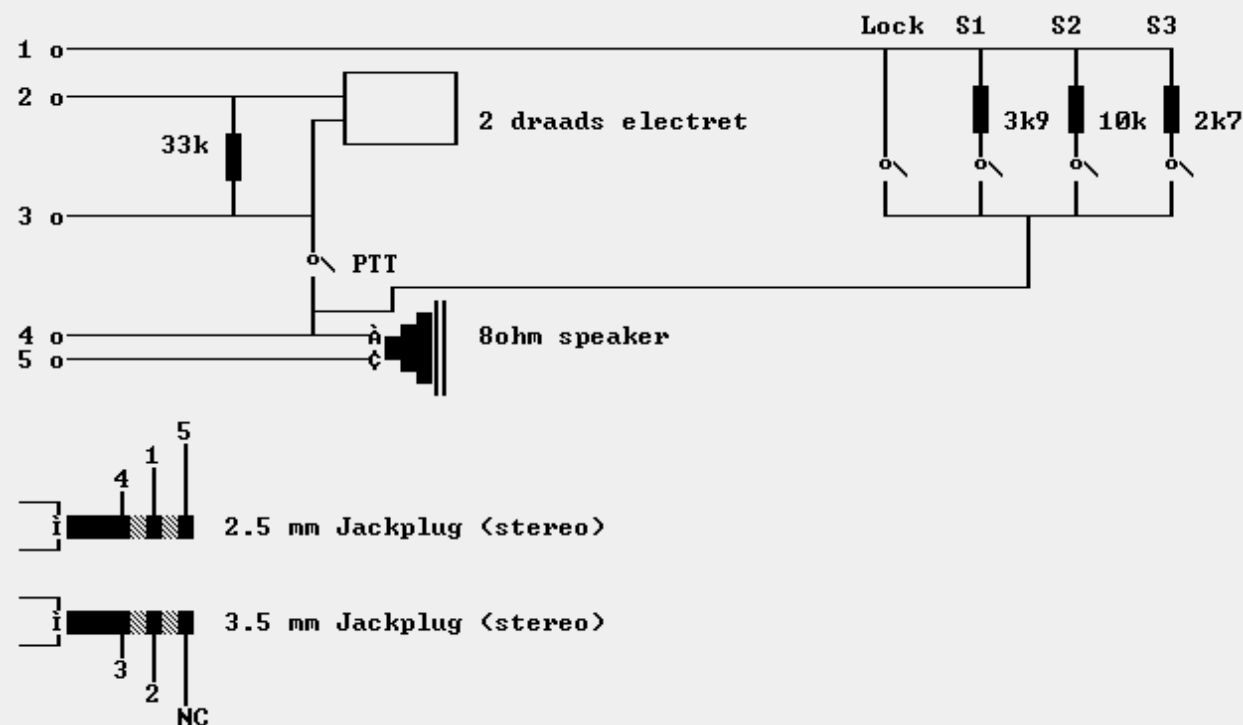 Lock S1 S2 S3
1 o
2 o
2 draads electret
3k9 10k 2k7
33k
3 o
PTT
4 o
8ohm speaker
5 o
5
1
4
2.5 mm Jackplug (stereo)
3.5 mm Jackplug (stereo)
3
2
NC